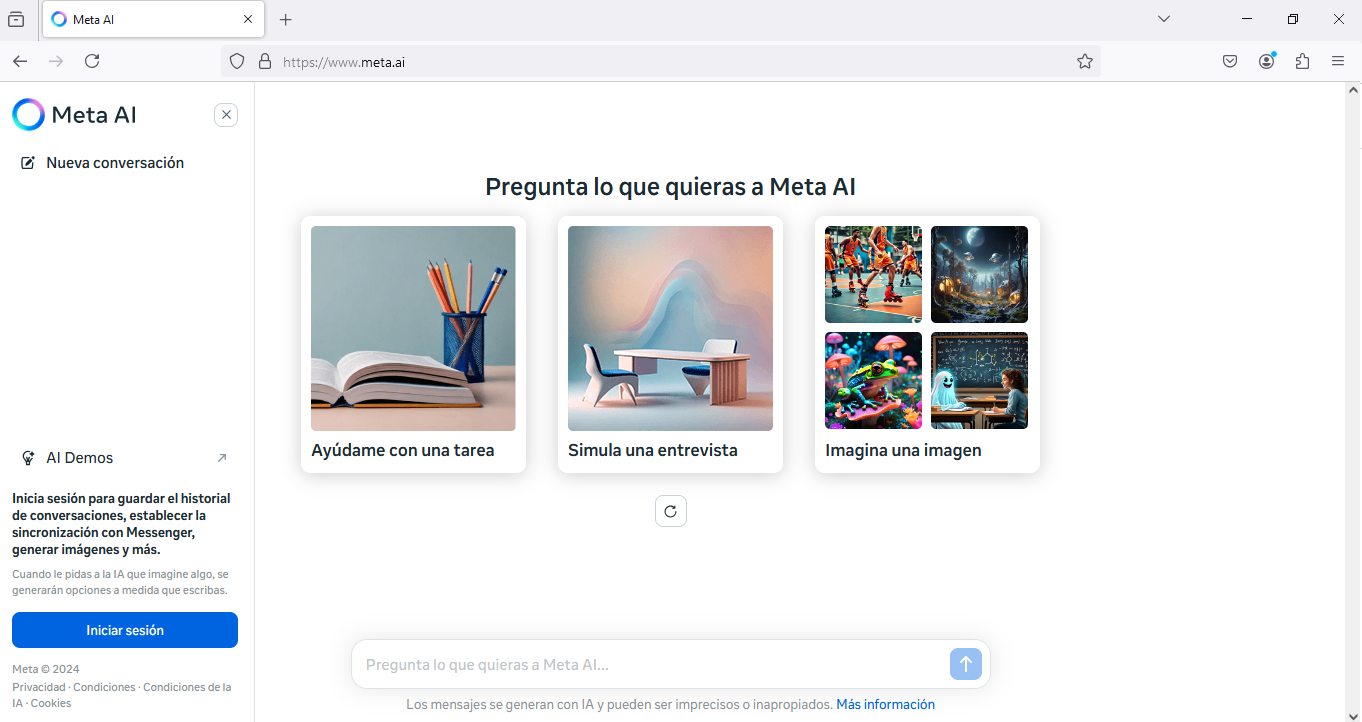 Meta AI
https://www.meta.ai
Meta AI
Nueva conversación
AI Demos
Inicia sesión para guardar el historial
de conversaciones, establecer la
sincronización con Messenger,
generar imágenes y más.
Cuando le pidas a la IA que imagine algo, se
generarán opciones a medida que escribas.
Iniciar sesión
Meta © 2024
Privacidad · Condiciones · Condiciones de la
IA · Cookies
Pregunta lo que quieras a Meta AI
Ayúdame con una tarea
Simula una entrevista
Imagina una imagen
Pregunta lo que quieras a Meta AI...
Los mensajes se generan con IA y pueden ser imprecisos o inapropiados. Más información